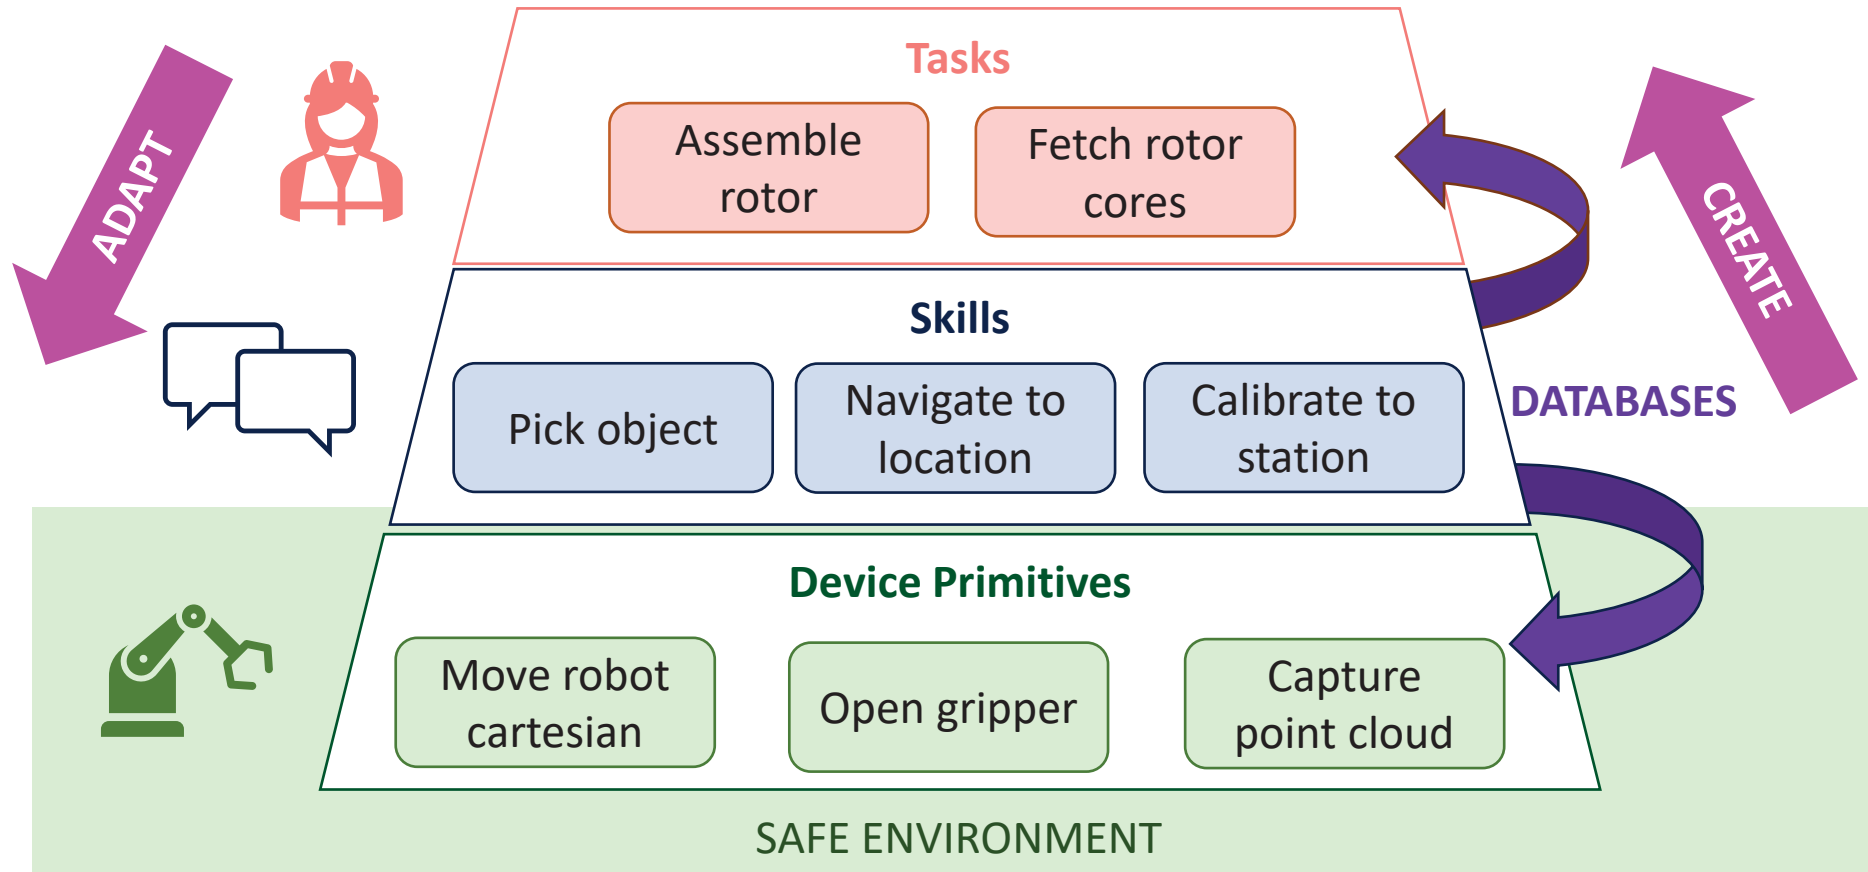 Tasks
Assemble
rotor
Fetch rotor
cores
ADAPT
CREATE
Skills
Pick object
Navigate to
location
Calibrate to
station
DATABASES
Device Primitives
Move robot
cartesian
Open gripper
Capture
point cloud
SAFE ENVIRONMENT